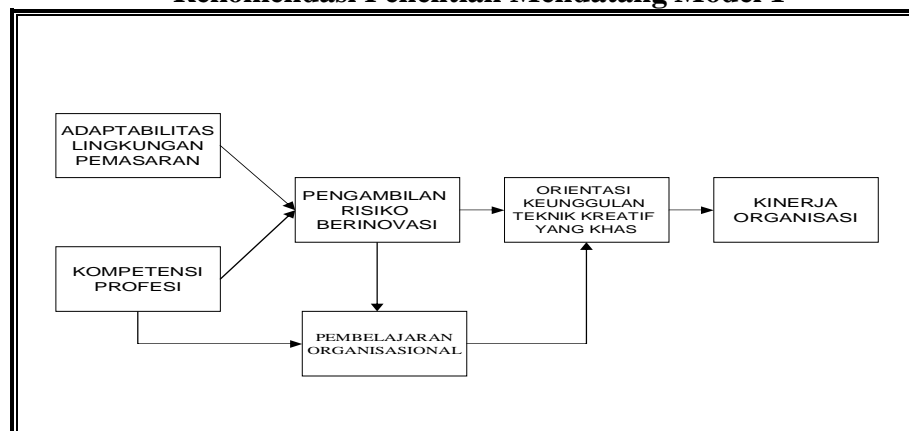 Rekomendasi Penelitian Mendatang Model 1
ADAPTABILITAS
LINGKUNGAN
PEMASARAN
KOMPETENSI
PROFESI
PENGAMBILAN
RISIKO
BERINOVASI
PEMBELAJARAN
ORGANISASIONAL
ORIENTASI
KEUNGGULAN
TEKNIK KREATIF
YANG KHAS
KINERJA
ORGANISASI